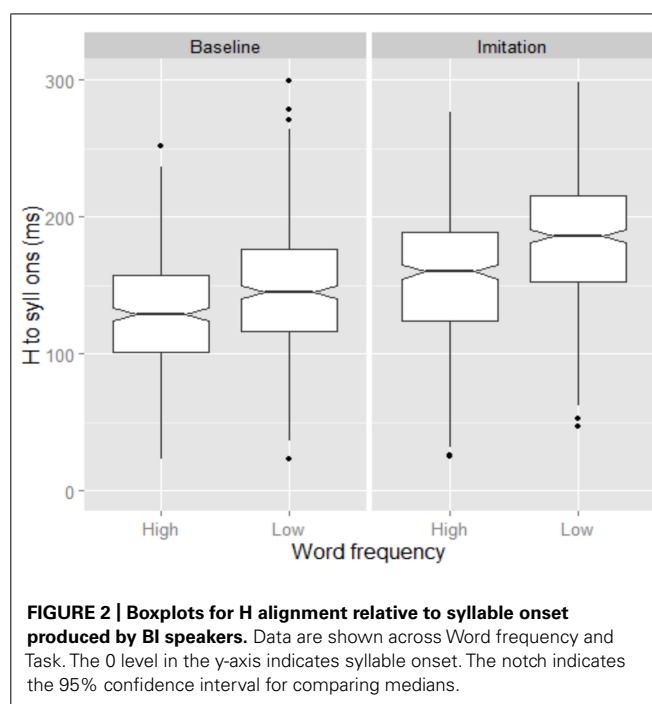 Baseline Imitation
300
200
100
0
H to syll ons (ms)
High Low High Low
Word frequency
FIGURE 2 | Boxplots for H alignment relative to syllable onset
produced by BI speakers. Data are shown across Word frequency and
Task. The 0 level in the y-axis indicates syllable onset. The notch indicates
the 95% confidence interval for comparing medians.